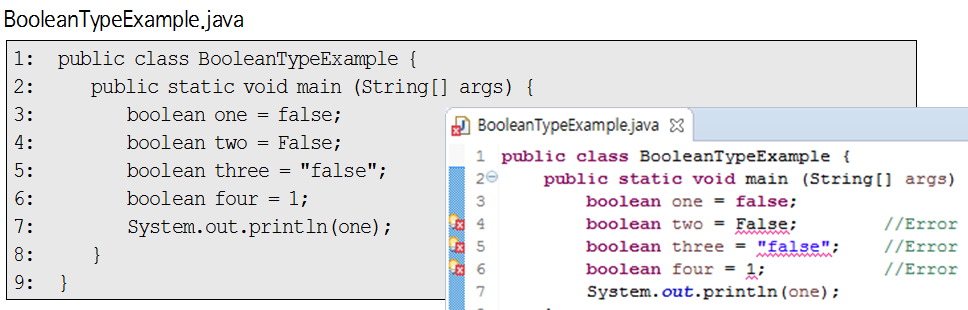 BooleanTypeExample.java
1: public class BooleanTypeExample {
2: public static void main (String[] args) {
3: boolean one = false;
4: boolean two = False;
5: boolean three = "false";
6: boolean four = 1;
7: System.out.println(one);
8: }
9: }
BooleanTypeExample.java
1 public class BooleanTypeExample {
2 public static void main (String[] args)
3 boolean one = false;
4 boolean two = False; //Error
5 boolean three = "false"; //Error
6 boolean four = 1; //Error
7 System.out.println(one);